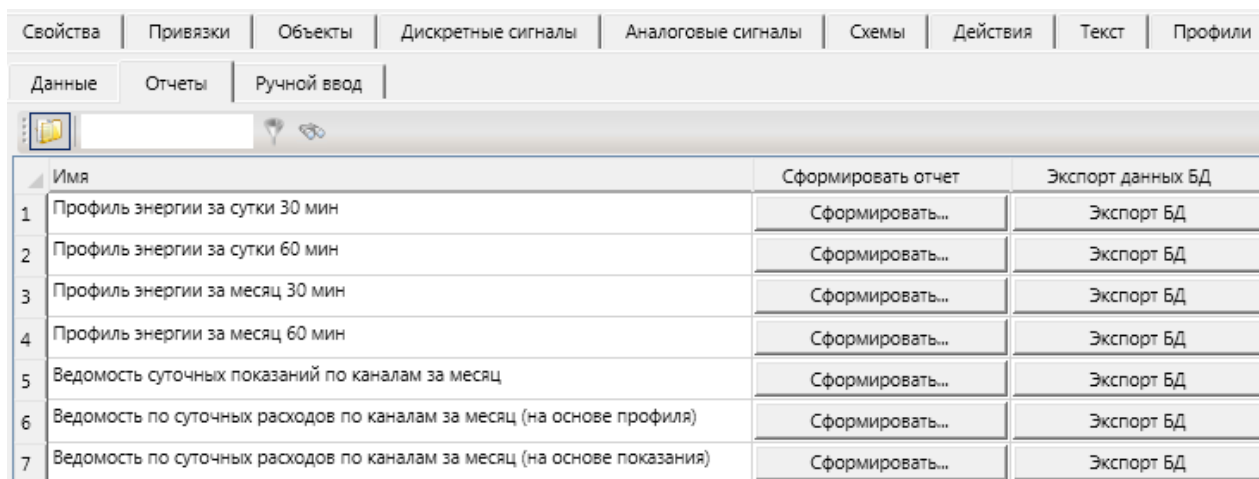 Свойства Привязки Объекты Дискретные сигналы Аналоговые сигналы Схемы Действия Текст Профили
Данные Отчеты Ручной ввод
Имя Сформировать отчет Экспорт данных БД
1 Профиль энергии за сутки 30 мин Сформировать... Экспорт БД
2 Профиль энергии за сутки 60 мин Сформировать... Экспорт БД
3 Профиль энергии за месяц 30 мин Сформировать... Экспорт БД
4 Профиль энергии за месяц 60 мин Сформировать... Экспорт БД
5 Ведомость суточных показаний по каналам за месяц Сформировать... Экспорт БД
6 Ведомость по суточных расходов по каналам за месяц (на основе профиля) Сформировать... Экспорт БД
7 Ведомость по суточных расходов по каналам за месяц (на основе показания) Сформировать... Экспорт БД